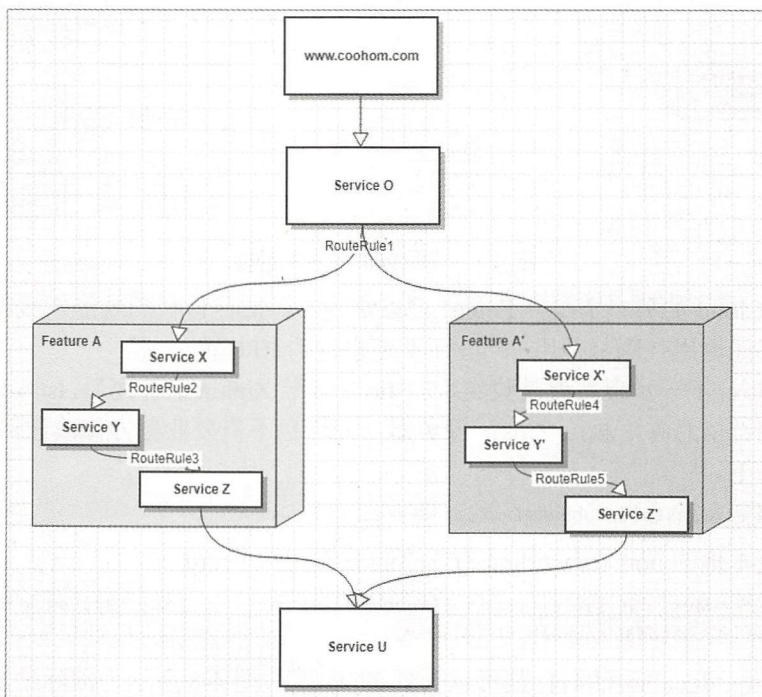 www.coohom.com
Service O
RouteRule1
Feature A
Service X
RouteRule2
Service Y
RouteRule3
Service Z
Feature A'
Service X'
RouteRule4
Service Y'
RouteRule5
Service Z'
Service U